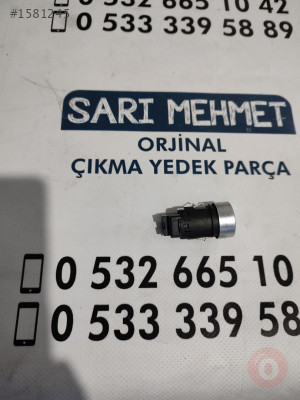 #1581245
0 532 665 10 42
0 533 339 58 89
SARI MEHMET
ORJİNAL
ÇIKMA YEDEK PARÇA
0 532 665 10
0 533 339 58